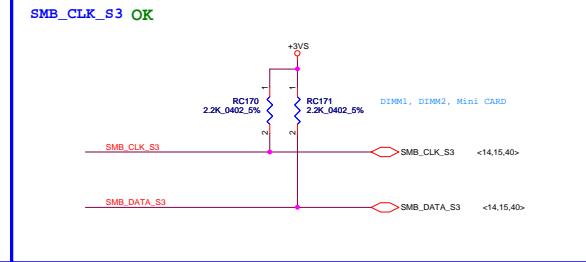 SMB_CLK_S3 OK
+3VS
1 1
RC170 RC171 DIMM1, DIMM2, Mini CARD
2.2K_0402_5% 2.2K_0402_5%
2 2
SMB_CLK_S3 SMB_CLK_S3 <14,15,40>
SMB_DATA_S3 SMB_DATA_S3 <14,15,40>